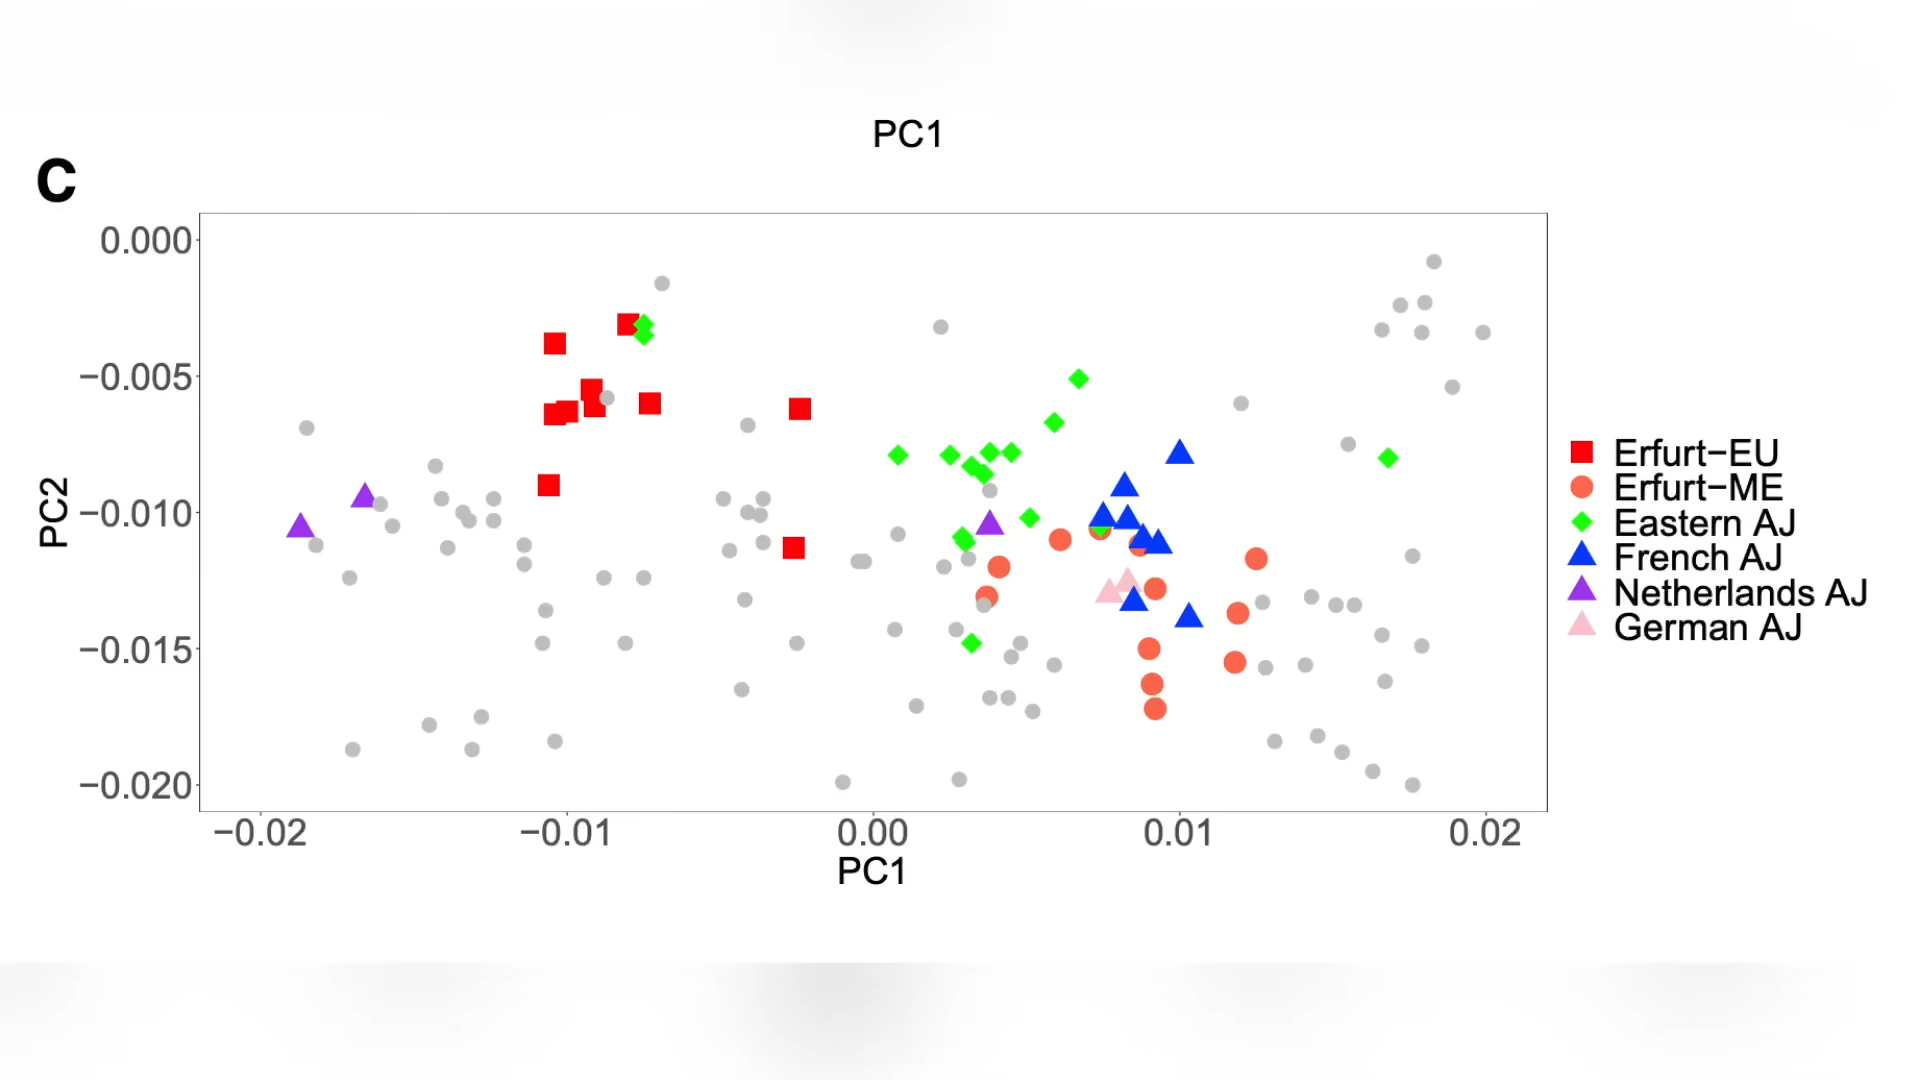 PC1
C
0.000
−0.005
−0.010
−0.015
−0.020
PC2
−0.02 −0.01 0.00 0.01 0.02
PC1
Erfurt−EU
Erfurt−ME
Eastern AJ
French AJ
Netherlands AJ
German AJ